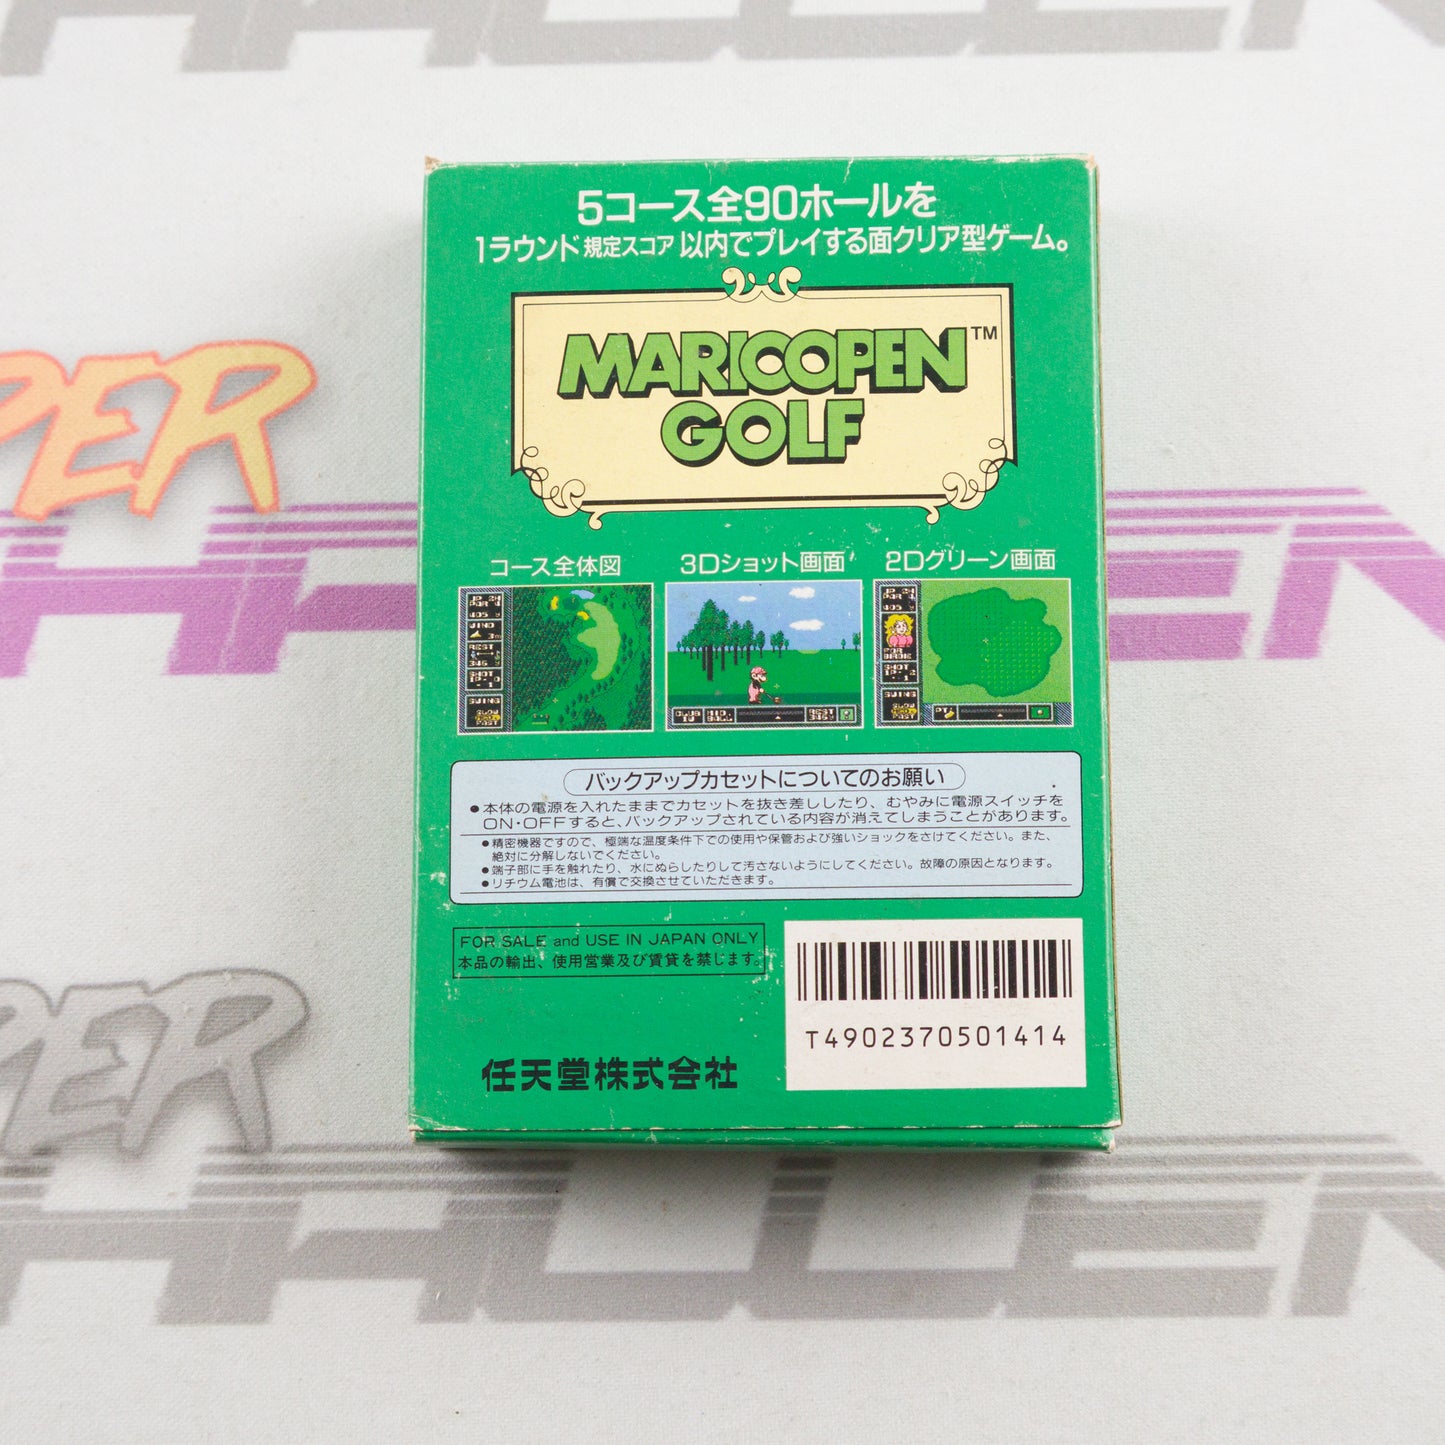 5コース全90ホールを
1ラウンド規定スコア以内でプレイする面クリア型ゲーム。
MARIOOPEN™
GOLF
コース全体図
3Dショット画面
2Dグリーン画面
バックアップカセットについてのお願い
●本体の電源を入れたままでカセットを抜き差ししたり、むやみに電源スイッチを
ON・OFFすると、バックアップされている内容が消えてしまうことがあります。
●精密機器ですので、極端な温度条件下での使用や保管および強いショックをさけてください。また、
絶対に分解しないでください。
●端子部に手を触れたり、水にぬらしたりして汚さないようにしてください。故障の原因となります。
●リチウム電池は、有償で交換させていただきます。
FOR SALE and USE IN JAPAN ONLY
本品の輸出、使用営業及び賃貸を禁じます。
T4902370501414
任天堂株式会社